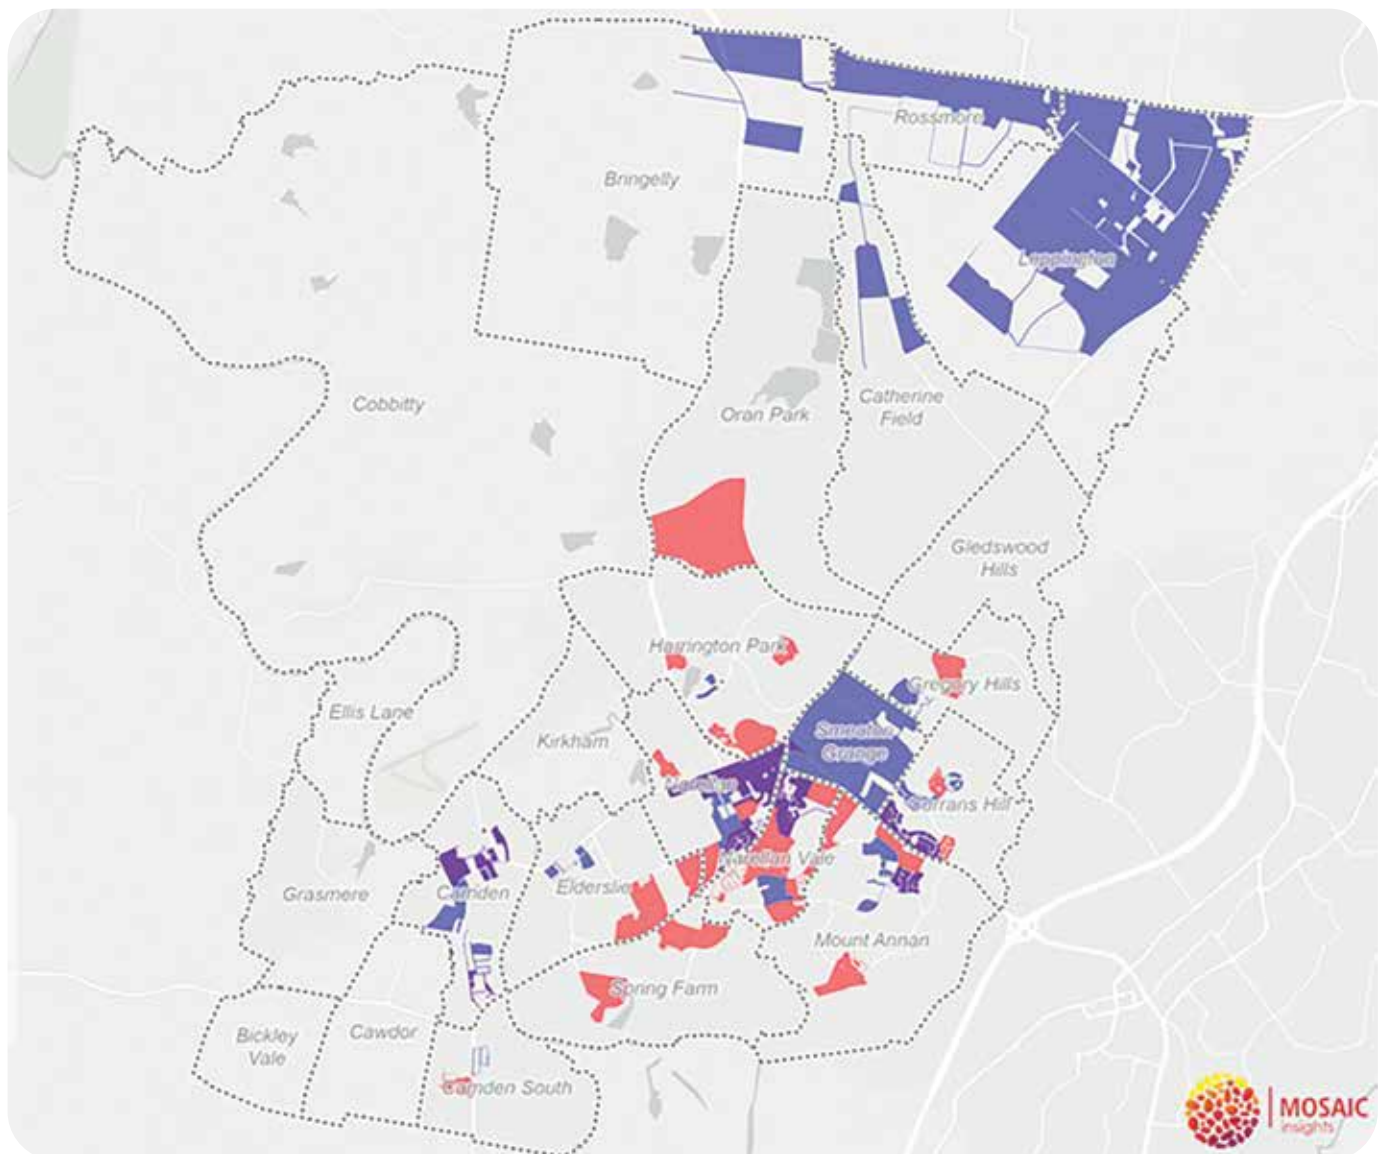 Rossmore
Bringelly
Leppington
Cobbitty
Oran Park
Catherine
Field
Gledswood
Hills
Harrington Park
Gregory Hills
Ellis Lane
Kirkham
Smeaton
Grange
Narellan
Currans Hill
Narellan Vale
Grasmere
Camden
Elderslie
Mount Annan
Spring Farm
Bickley
Vale
Cawdor
Camden South
MOSAIC
insights